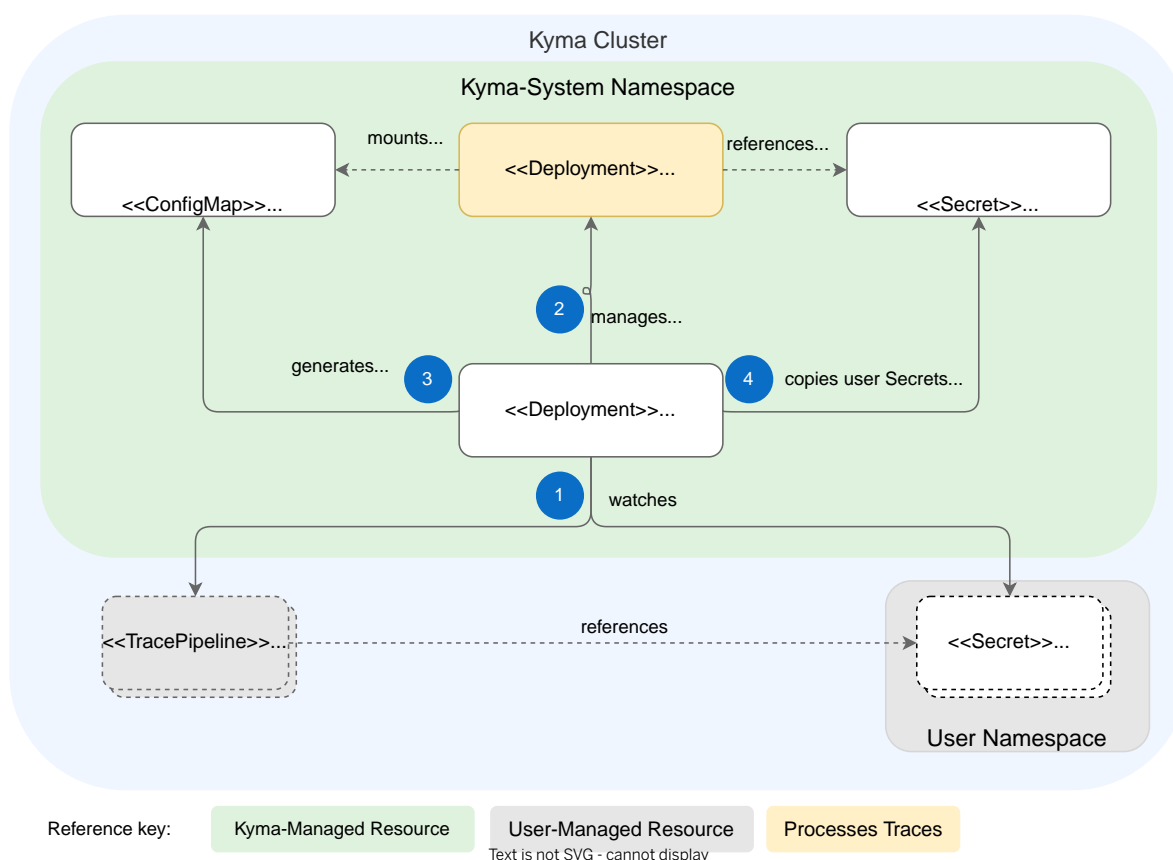 Kyma Cluster
Kyma-System Namespace
mounts...
<<Deployment>>...
references...
<<ConfigMap>>...
<<Secret>>...
2
manages...
generates...
3
4
copies user Secrets...
<<Deployment>>...
1
watches
<<TracePipeline>>...
references
<<Secret>>...
User Namespace
Reference key:
Kyma-Managed Resource
User-Managed Resource
Processes Traces
Text is not SVG - cannot display